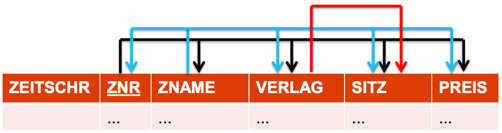 ZEITSCHR ZNR ZNAME VERLAG SITZ PREIS
... ... ... ... ...